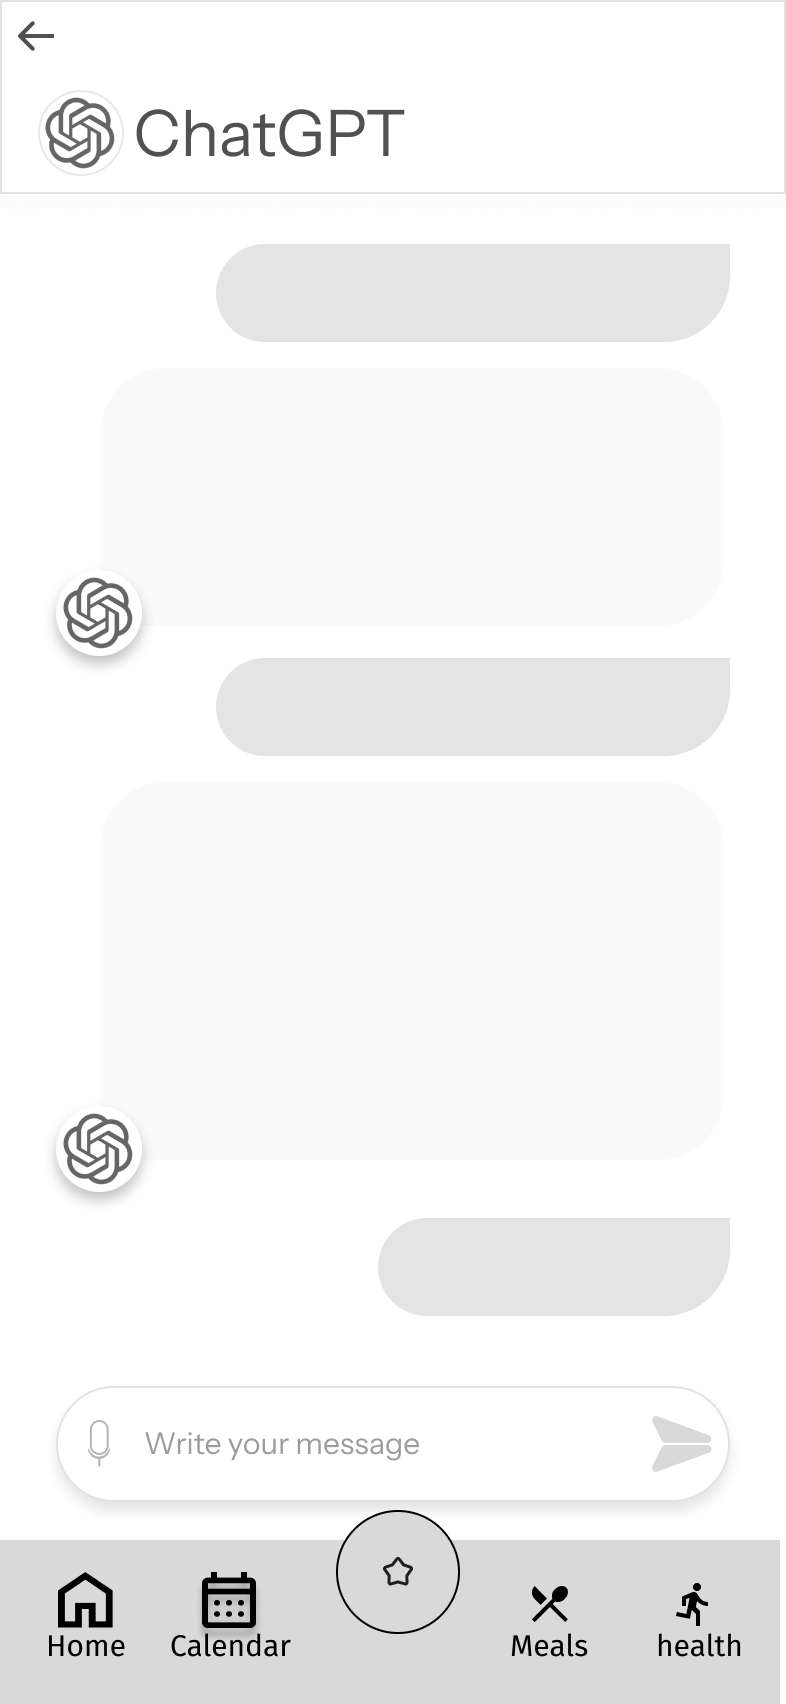 ChatGPT
Write your message
Home
Calendar
Meals
health